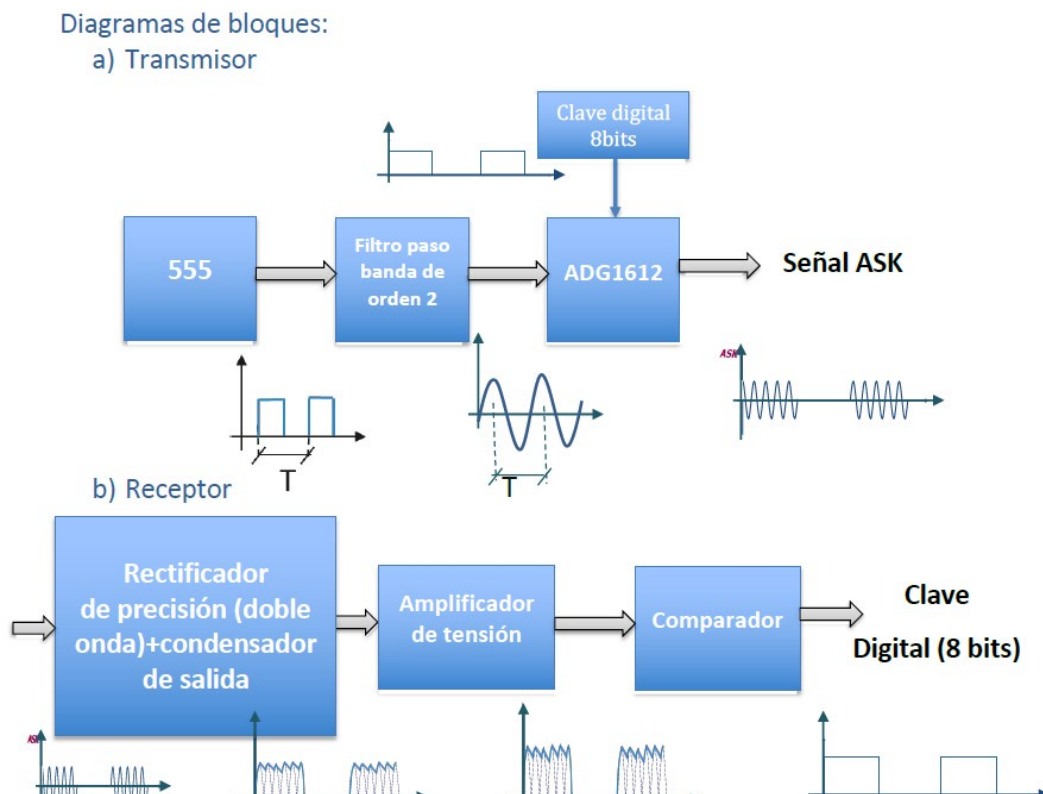 Diagramas de bloques:
a) Transmisor
Clave digital
8bits
555
Filtro paso
banda de
orden 2
ADG1612
Señal ASK
T
T
ASK
b) Receptor
Rectificador
de precisión (doble
onda)+condensador
de salida
Amplificador
de tensión
Comparador
Clave
Digital (8 bits)
ASK